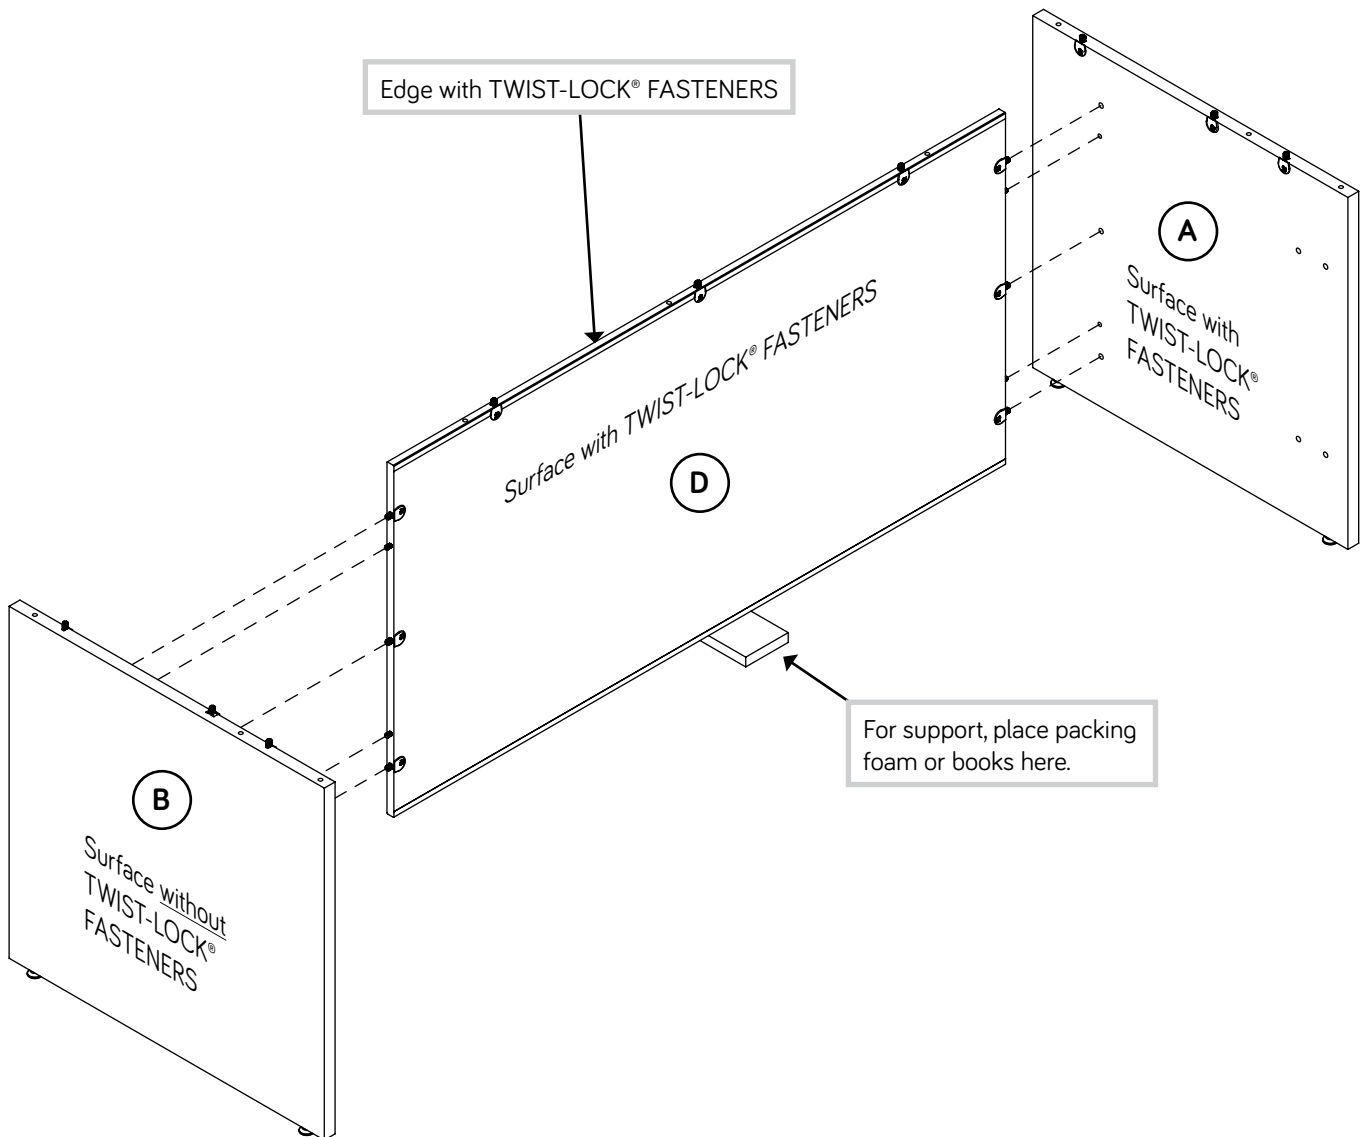 Edge with TWIST-LOCK® FASTENERS
A
Surface with
TWIST-LOCK®
FASTENERS
Surface with TWIST-LOCK® FASTENERS
D
For support, place packing
foam or books here.
B
Surface without
TWIST-LOCK®
FASTENERS